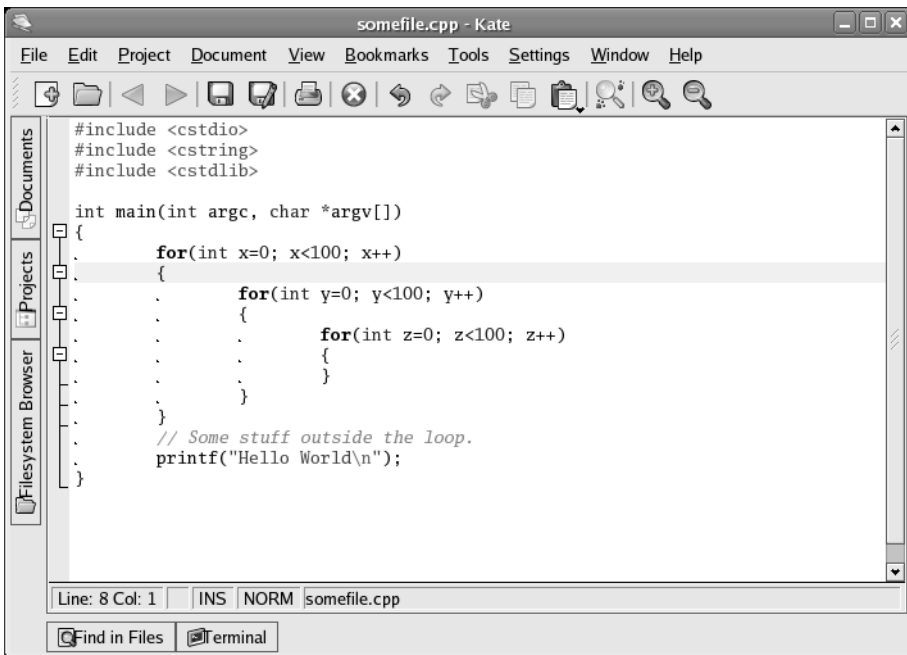 somefile.cpp - Kate
File Edit Project Document View Bookmarks Tools Settings Window Help
Documents
Projects
Filesystem Browser
#include <cstdio>
#include <cstring>
#include <cstdlib>
int main(int argc, char *argv[])
{
for(int x=0; x<100; x++)
{
for(int y=0; y<100; y++)
{
for(int z=0; z<100; z++)
{
}
}
}
// Some stuff outside the loop.
printf("Hello World\n");
}
Line: 8 Col: 1 INS NORM somefile.cpp
Find in Files Terminal